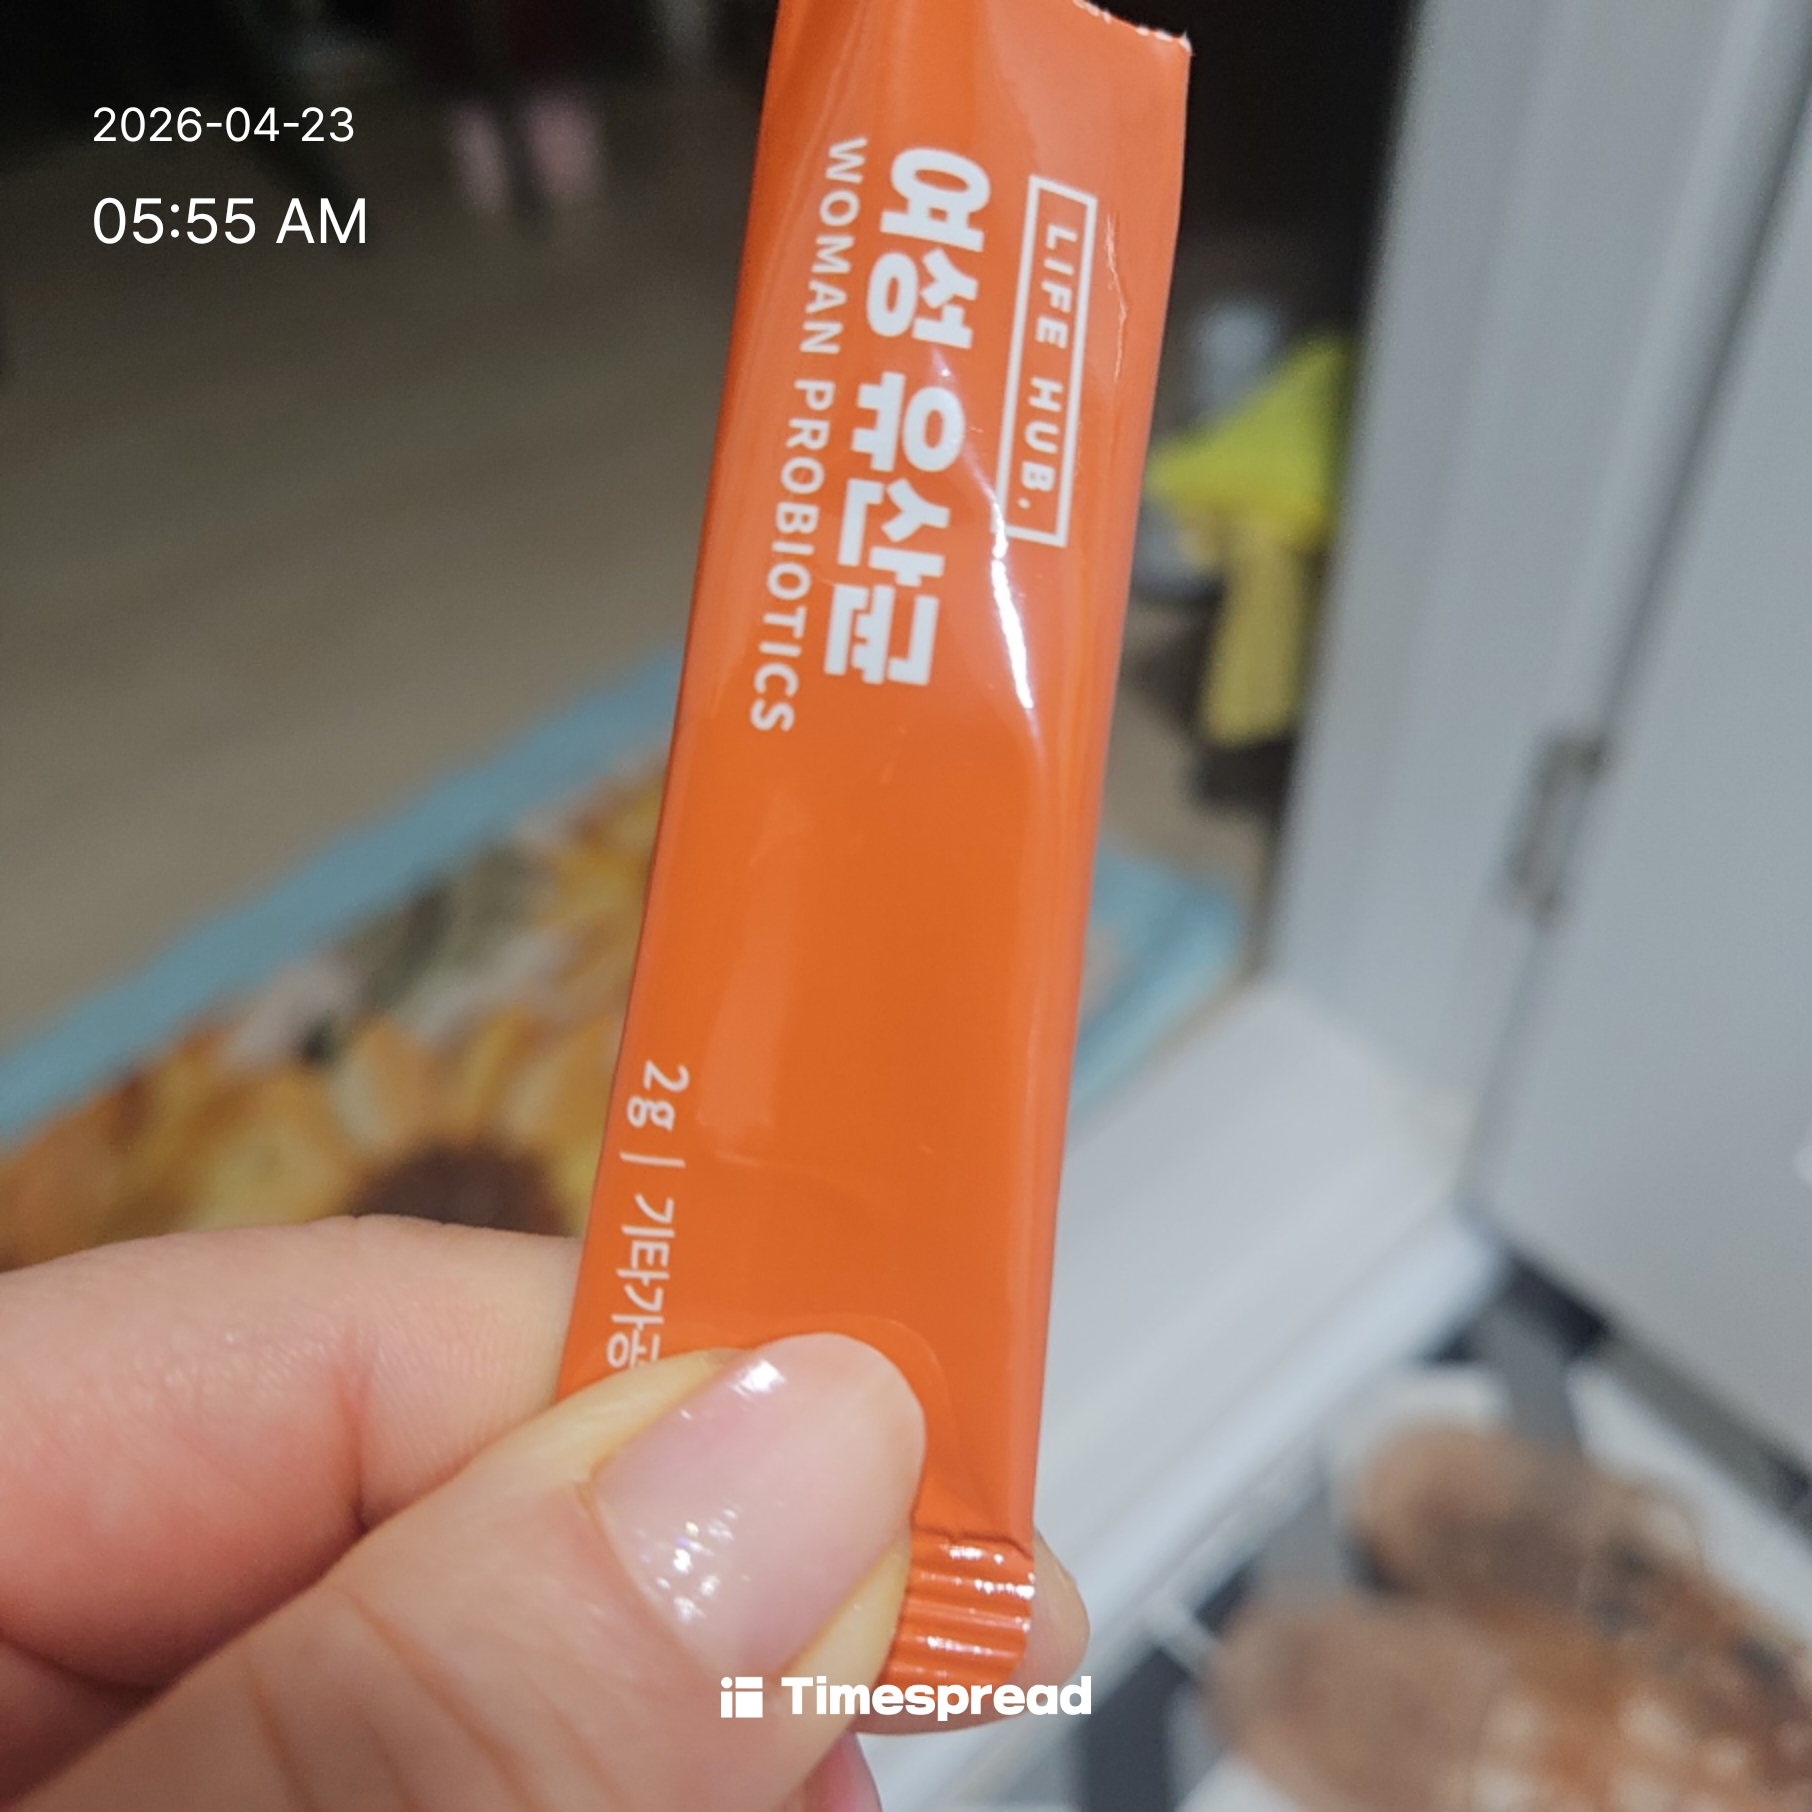 2026-04-23
05:55 AM
LIFE HUB.
여성 유산균
WOMAN PROBIOTICS
2g | 기타가공
Timespread